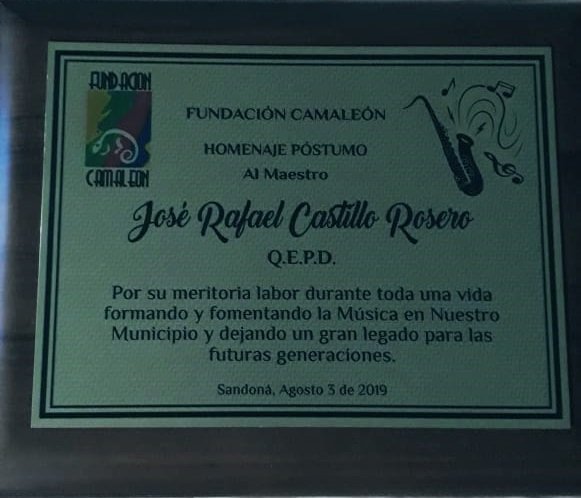 FUNDACION
CAMALEON
FUNDACIÓN CAMALEÓN
HOMENAJE PÓSTUMO
Al Maestro
José Rafael Castillo Rosero
Q.E.P.D.
Por su meritoria labor durante toda una vida
formando y fomentando la Música en Nuestro
Municipio y dejando un gran legado para las
futuras generaciones.
Sandoná, Agosto 3 de 2019